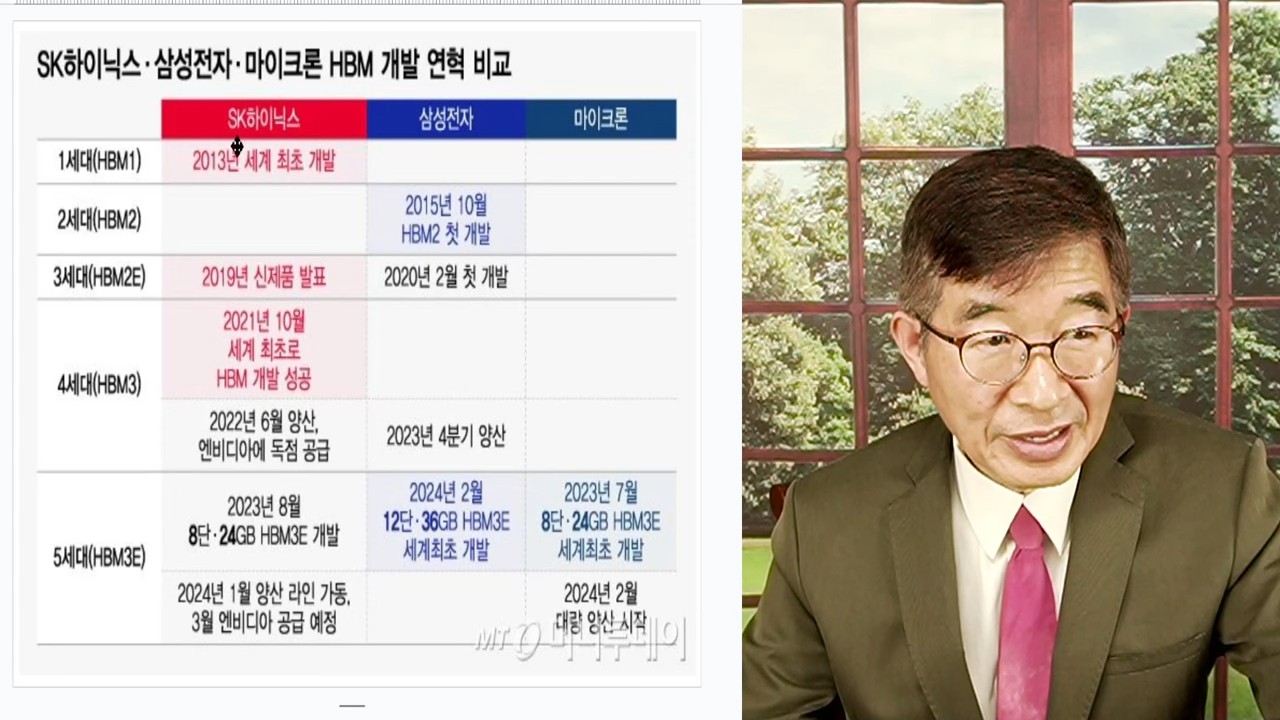 SK하이닉스·삼성전자·마이크론 HBM 개발 연혁 비교
SK하이닉스
삼성전자
마이크론
1세대(HBM1)
2013년 세계 최초 개발
2세대(HBM2)
2015년 10월
HBM2 첫 개발
3세대(HBM2E)
2019년 신제품 발표
2020년 2월 첫 개발
4세대(HBM3)
2021년 10월
세계 최초로
HBM 개발 성공
2022년 6월 양산,
엔비디아에 독점 공급
2023년 4분기 양산
5세대(HBM3E)
2023년 8월
8단·24GB HBM3E 개발
2024년 2월
12단·36GB HBM3E
세계최초 개발
2023년 7월
8단·24GB HBM3E
세계최초 개발
2024년 1월 양산 라인 가동,
3월 엔비디아 공급 예정
2024년 2월
대량 양산 시작
MT 머니투데이